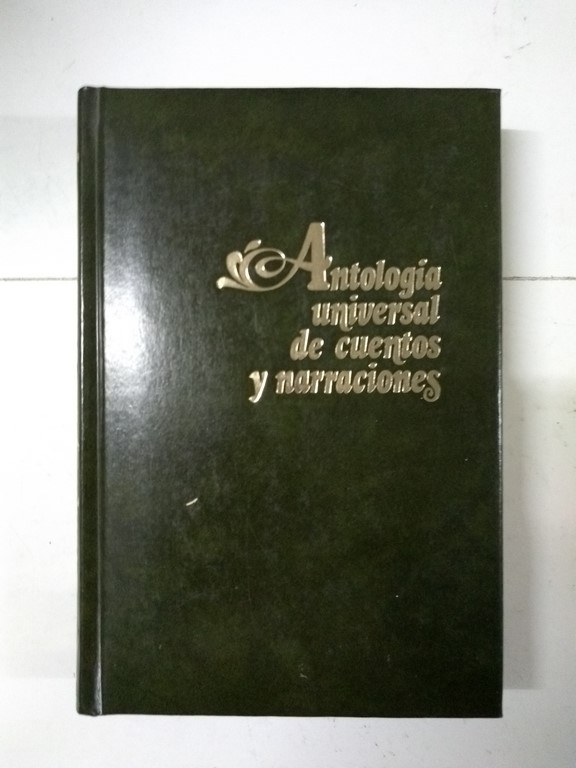 Antología
universal
de cuentos
y narraciones